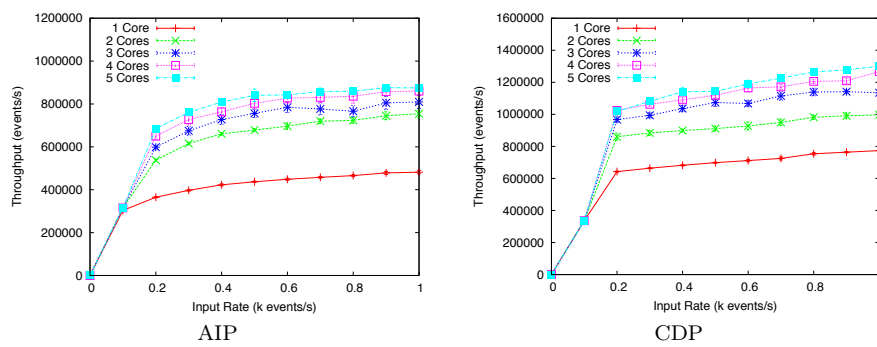 1200000
1000000
800000
600000
400000
200000
0
Throughput (events/s)
1 Core
2 Cores
3 Cores
4 Cores
5 Cores
0 0.2 0.4 0.6 0.8 1
Input Rate (k events/s)
AIP
1600000
1400000
1200000
1000000
800000
600000
400000
200000
0
Throughput (events/s)
1 Core
2 Cores
3 Cores
4 Cores
5 Cores
0 0.2 0.4 0.6 0.8
Input Rate (k events/s)
CDP